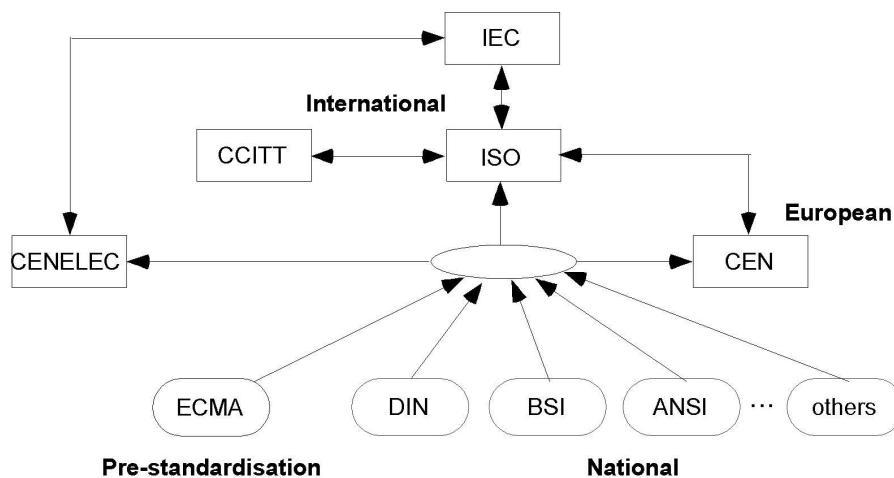 IEC
International
CCITT
ISO
European
CENELEC
CEN
ECMA
DIN
BSI
ANSI
...
others
Pre-standardisation
National